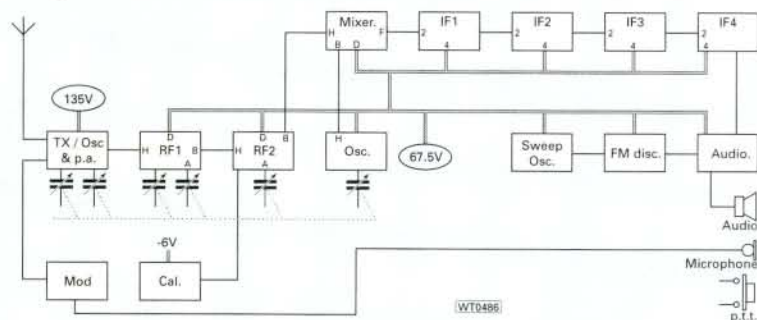 Mixer.
IF1
IF2
IF3
IF4
H
F
2
2
2
2
B
D
4
4
4
4
135V
TX / Osc
& p.a.
D
H
RF1
B
A
D
B
H
RF2
A
H
Osc.
67.5V
Sweep
Osc.
FM disc.
Audio.
Audio
-6V
Mod
Cal.
Microphone
WT0486
p.t.t.